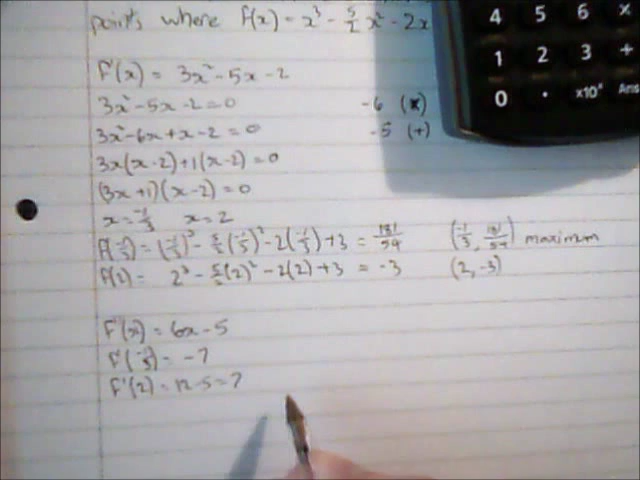 points where f(x) = x³ - 5/2 x² - 2x
f'(x) = 3x² - 5x - 2
3x² - 5x - 2 = 0 -6 (×)
3x² - 6x + x - 2 = 0 -5 (+)
3x(x-2) + 1(x-2) = 0
(3x+1)(x-2) = 0
x = -1/3 x = 2
f(-1/3) = (-1/3)³ - 5/2(-1/3)² - 2(-1/3) + 3 = 181/54 (-1/3, 181/54) maximum
f(2) = 2³ - 5/2(2)² - 2(2) + 3 = -3 (2, -3)
f''(x) = 6x - 5
f''(-1/3) = -7
f''(2) = 12 - 5 = 7
4 5 6 ×
1 2 3 +
0 · ×10ˣ Ans